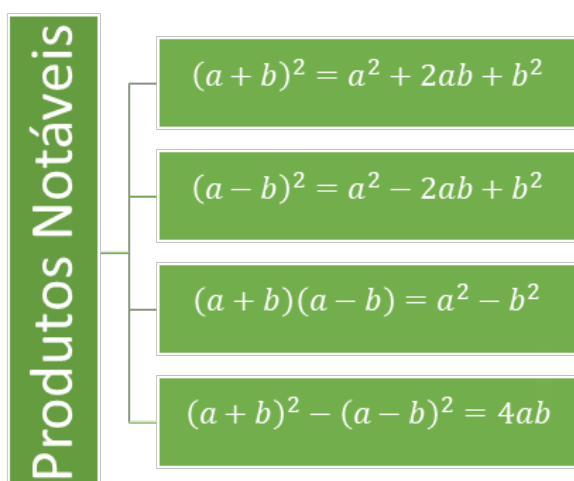 Produtos Notáveis
(a + b)² = a² + 2ab + b²
(a − b)² = a² − 2ab + b²
(a + b)(a − b) = a² − b²
(a + b)² − (a − b)² = 4ab